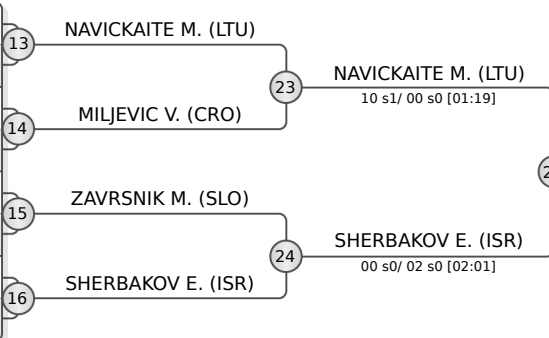 NAVICKAITE M. (LTU)
13
NAVICKAITE M. (LTU)
23
10 s1/ 00 s0 [01:19]
MILJEVIC V. (CRO)
14
ZAVRSNIK M. (SLO)
15
SHERBAKOV E. (ISR)
24
00 s0/ 02 s0 [02:01]
SHERBAKOV E. (ISR)
16